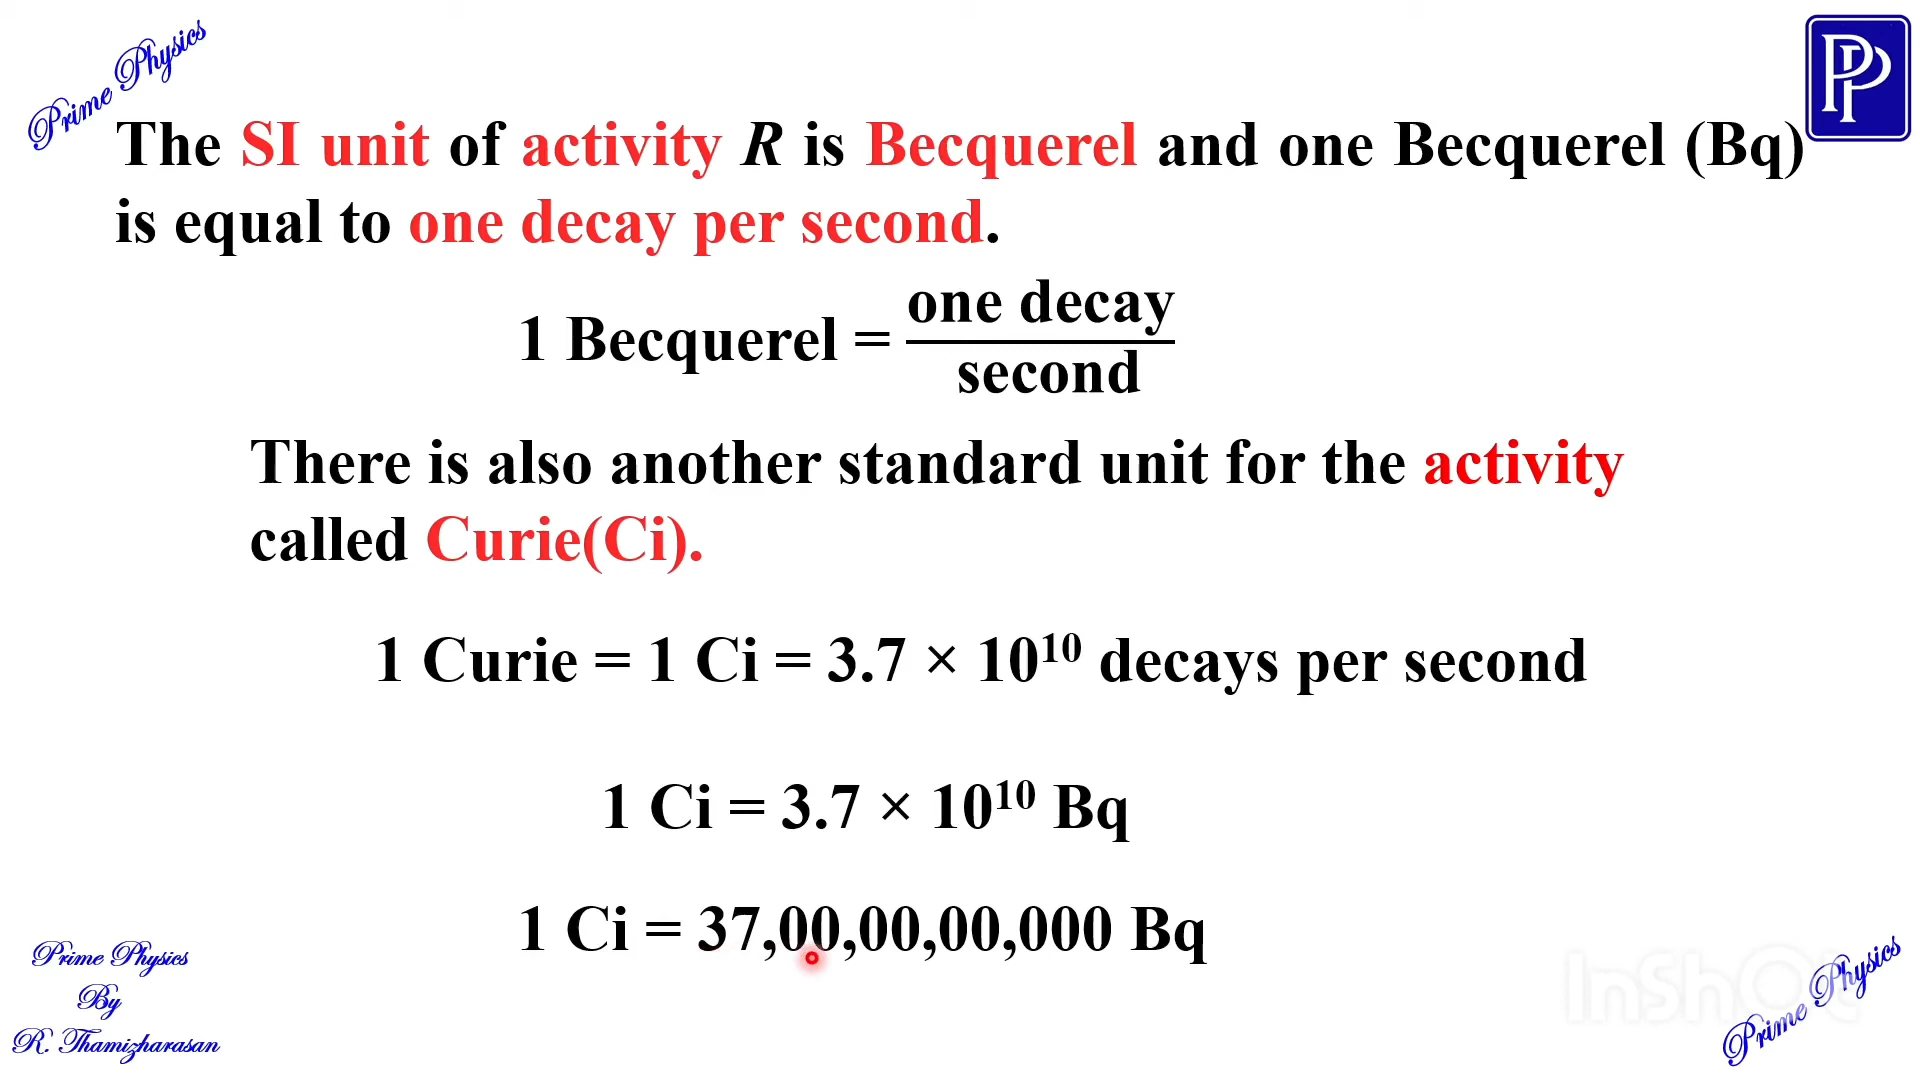 Prime Physics
PP
The SI unit of activity R is Becquerel and one Becquerel (Bq)
is equal to one decay per second.
1 Becquerel = one decay / second
There is also another standard unit for the activity
called Curie(Ci).
1 Curie = 1 Ci = 3.7 × 10¹⁰ decays per second
1 Ci = 3.7 × 10¹⁰ Bq
1 Ci = 37,00,00,00,000 Bq
Prime Physics
By
R. Thamizharasan
InShOt
Prime Physics